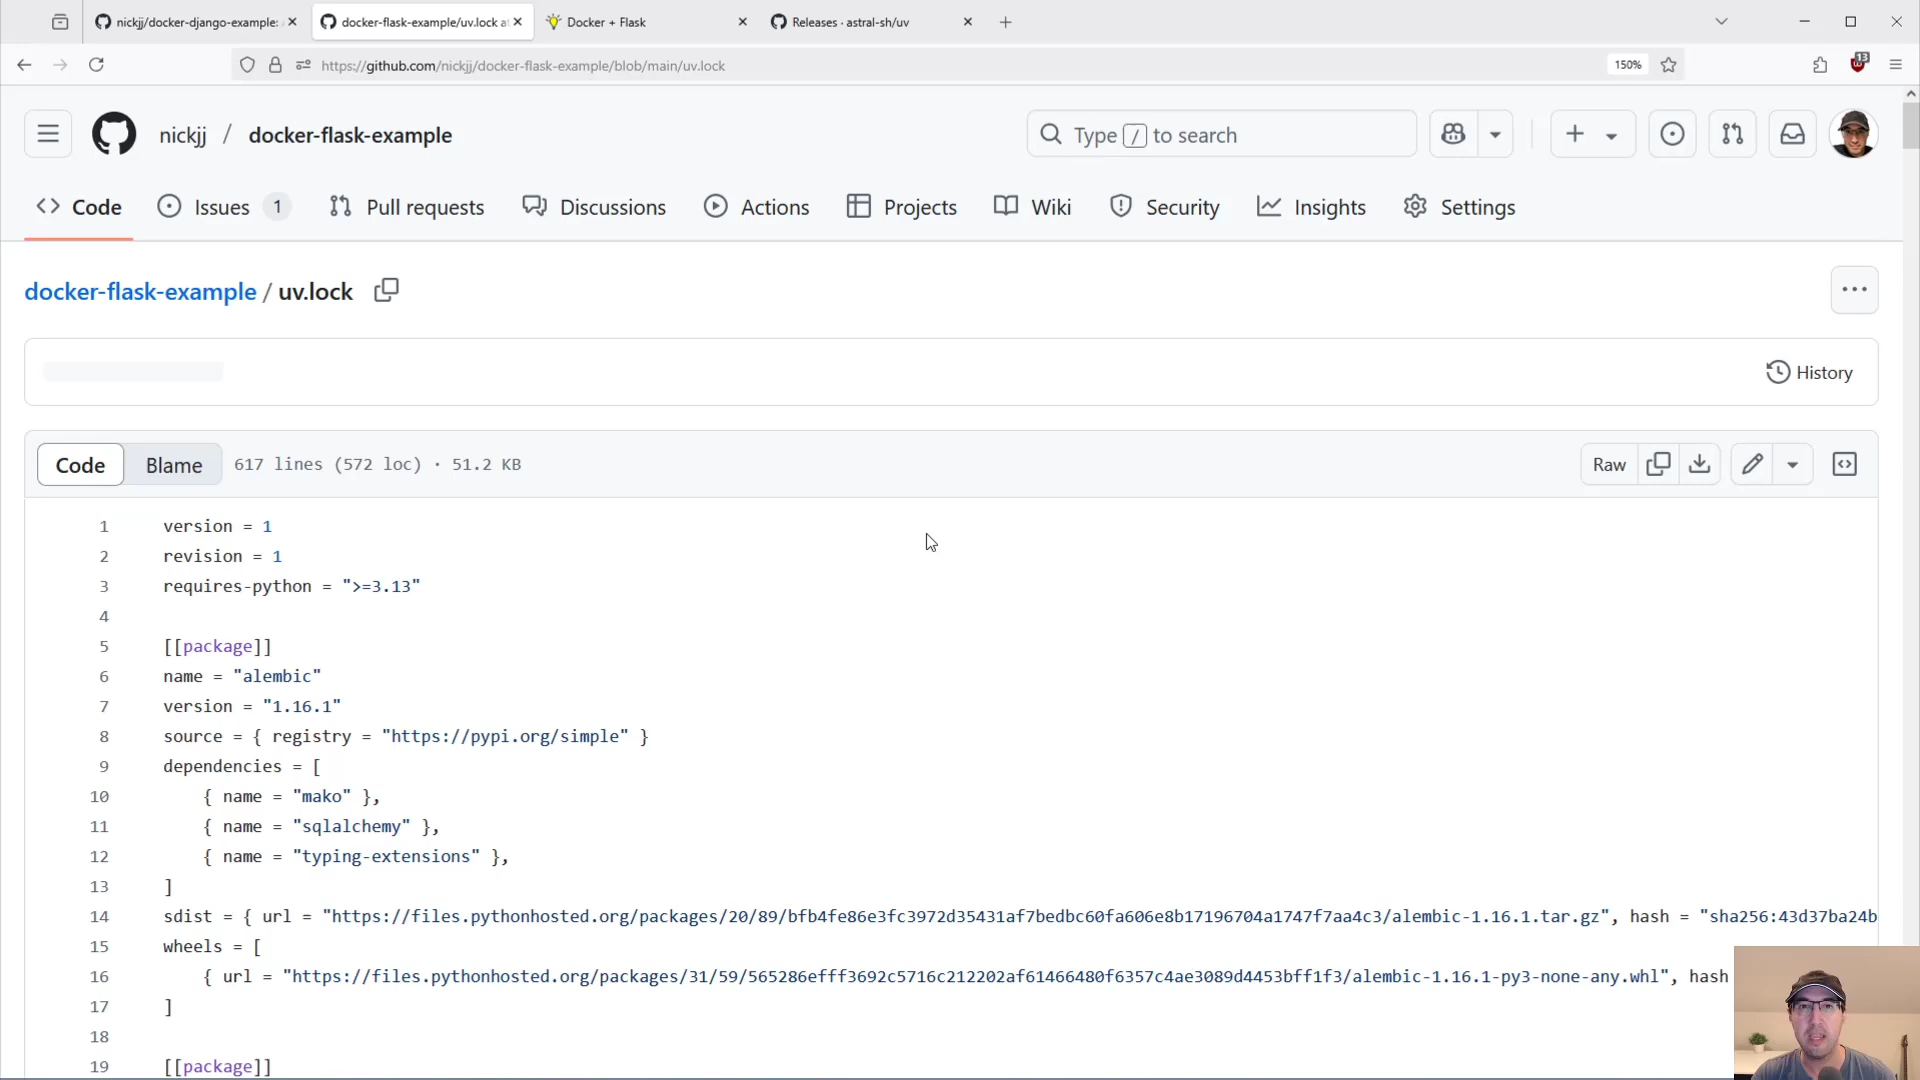 nickjj/docker-django-example:
docker-flask-example/uv.lock at
Docker + Flask
Releases · astral-sh/uv
https://github.com/nickjj/docker-flask-example/blob/main/uv.lock
150%
13
nickjj / docker-flask-example
Type / to search
Code
Issues 1
Pull requests
Discussions
Actions
Projects
Wiki
Security
Insights
Settings
docker-flask-example / uv.lock
History
Code
Blame
617 lines (572 loc) · 51.2 KB
Raw
1 version = 1
2 revision = 1
3 requires-python = ">=3.13"
4
5 [[package]]
6 name = "alembic"
7 version = "1.16.1"
8 source = { registry = "https://pypi.org/simple" }
9 dependencies = [
10 { name = "mako" },
11 { name = "sqlalchemy" },
12 { name = "typing-extensions" },
13 ]
14 sdist = { url = "https://files.pythonhosted.org/packages/20/89/bfb4fe86e3fc3972d35431af7bedbc60fa606e8b17196704a1747f7aa4c3/alembic-1.16.1.tar.gz", hash = "sha256:43d37ba24b
15 wheels = [
16 { url = "https://files.pythonhosted.org/packages/31/59/565286efff3692c5716c212202af61466480f6357c4ae3089d4453bff1f3/alembic-1.16.1-py3-none-any.whl", hash
17 ]
18
19 [[package]]